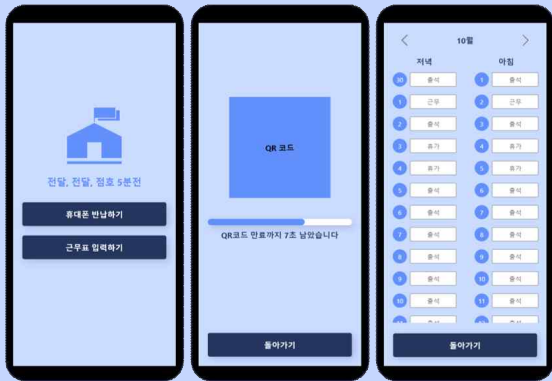 전달, 전달, 점호 5분전
휴대폰 반납하기
근무표 입력하기
QR 코드
QR코드 만료까지 7초 남았습니다
돌아가기
10월
저녁 아침
30 출석 1 출석
1 근무 2 근무
2 출석 3 출석
3 휴가 4 휴가
4 휴가 5 휴가
5 출석 6 출석
6 출석 7 출석
7 출석 8 출석
8 출석 9 출석
9 출석 10 출석
10 출석 11 출석
돌아가기